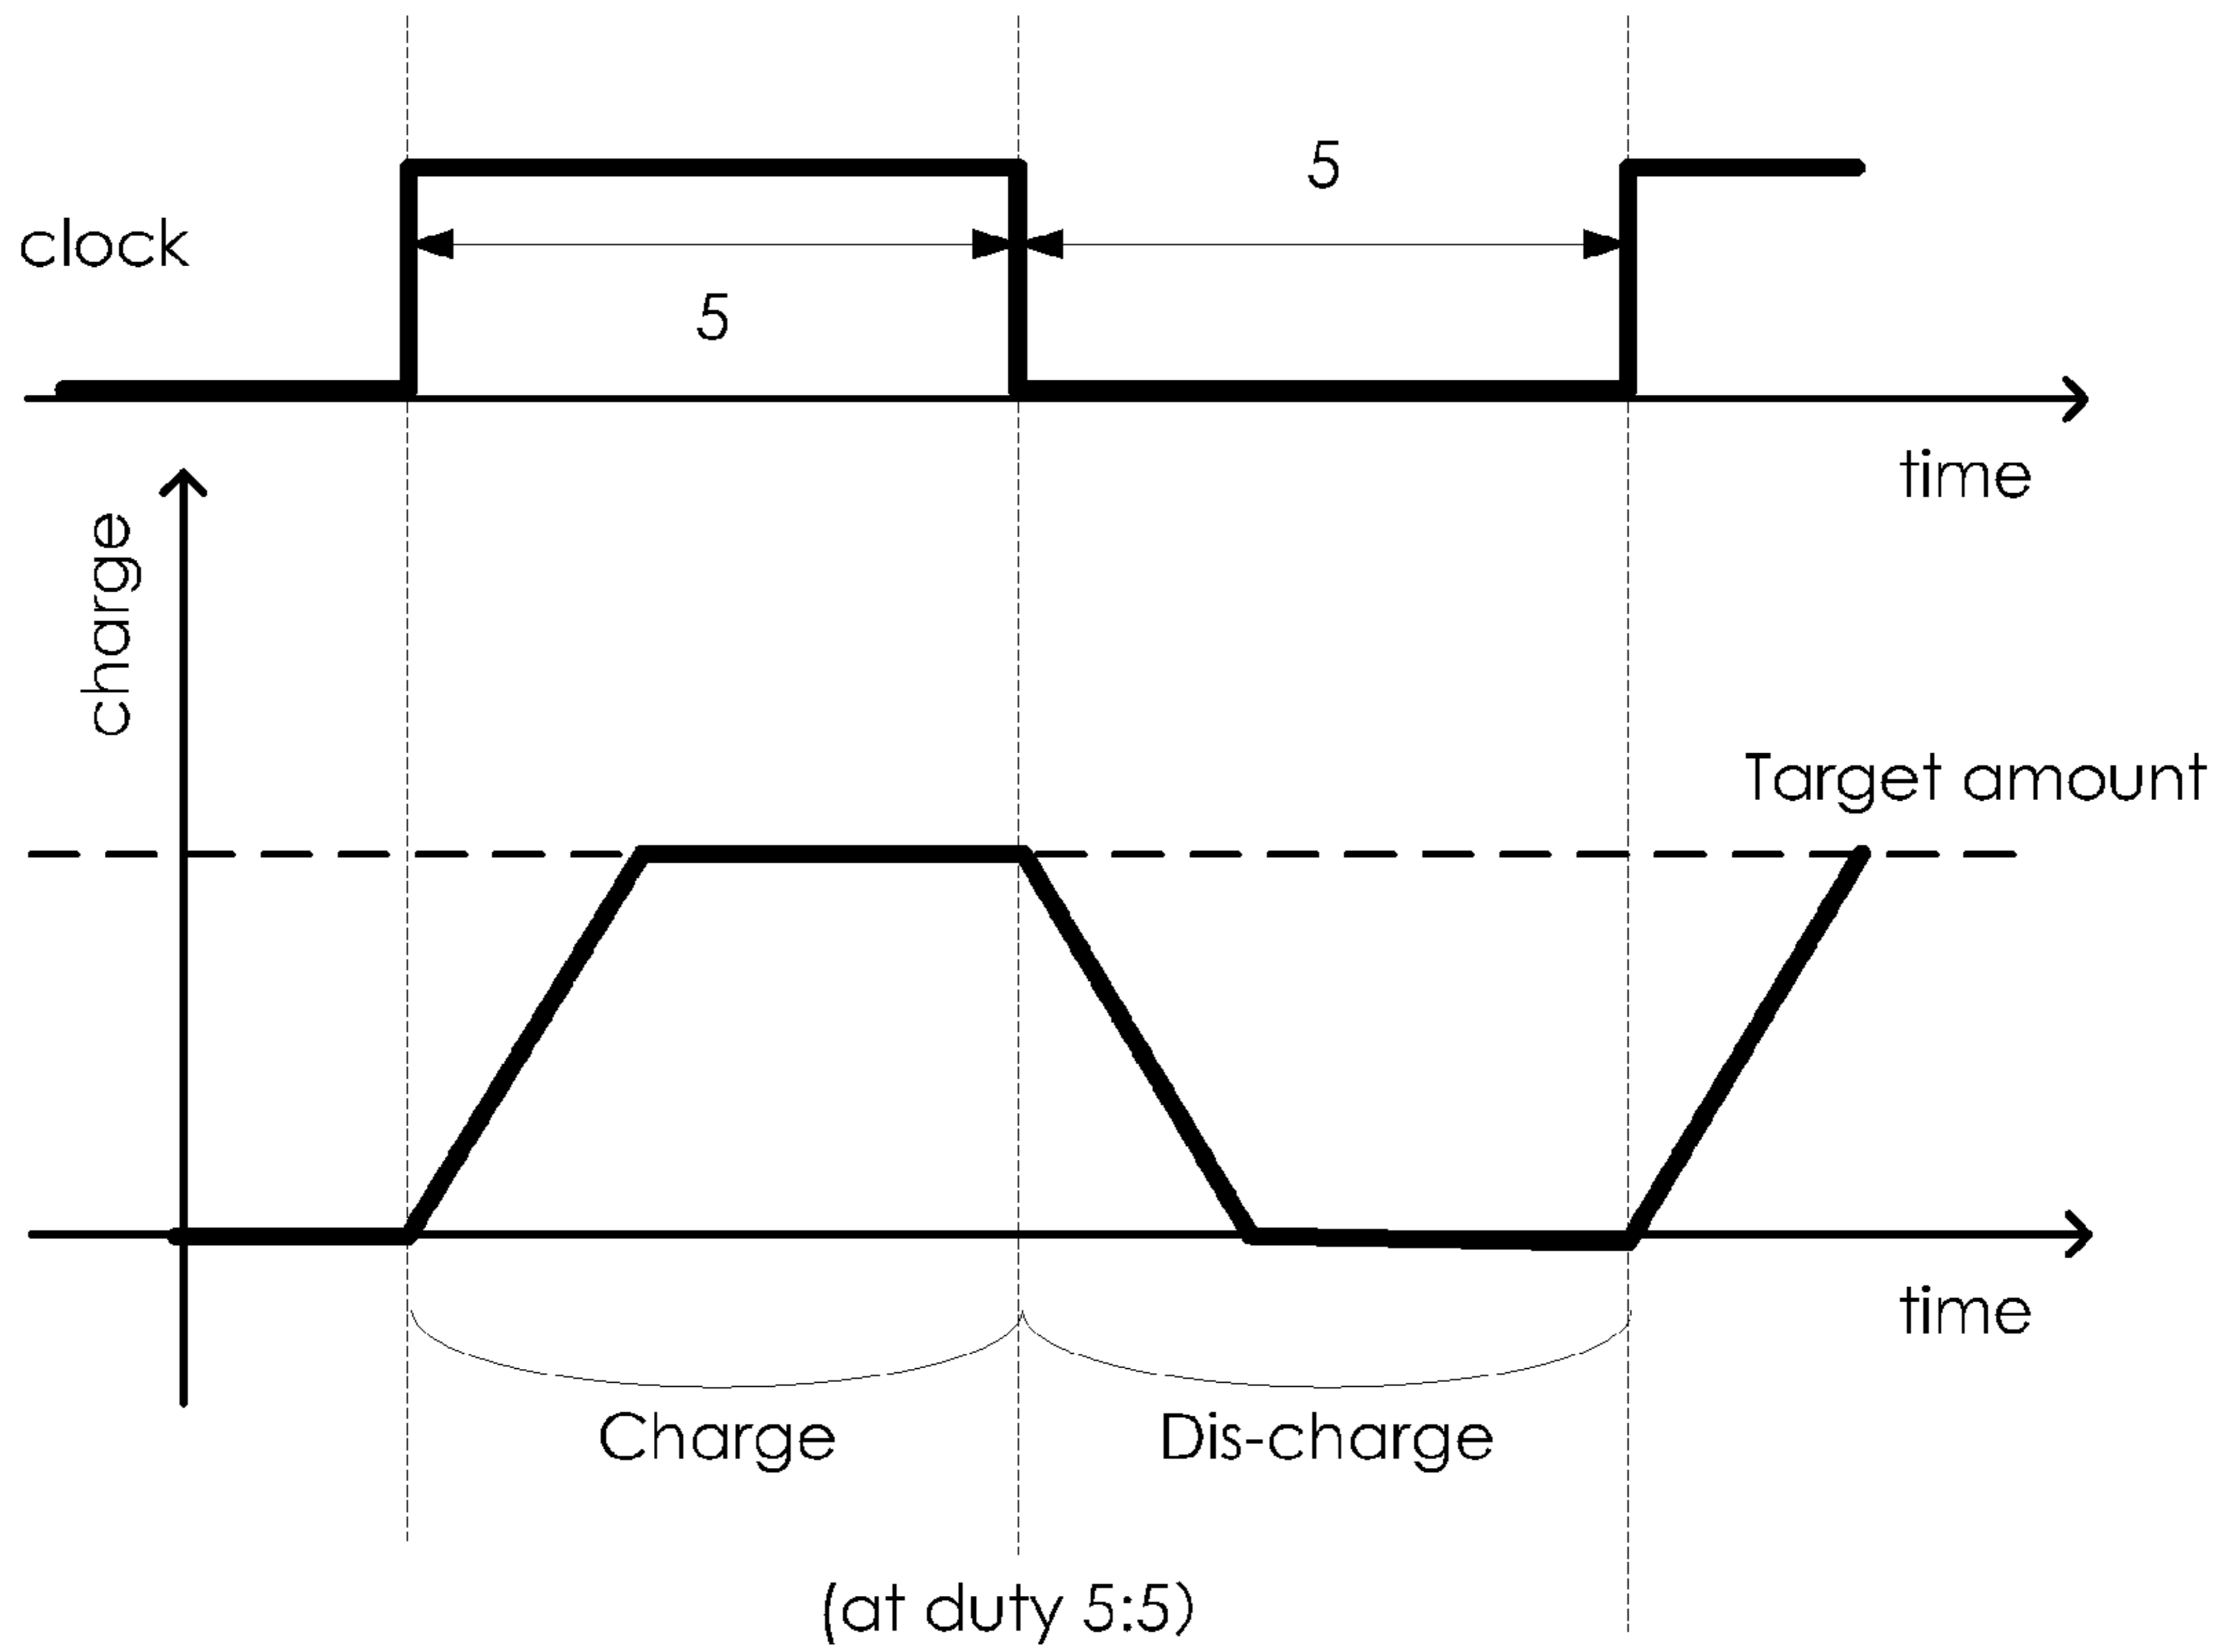 5
clock
5
time
charge
Target amount
time
Charge
Dis-charge
(at duty 5:5)